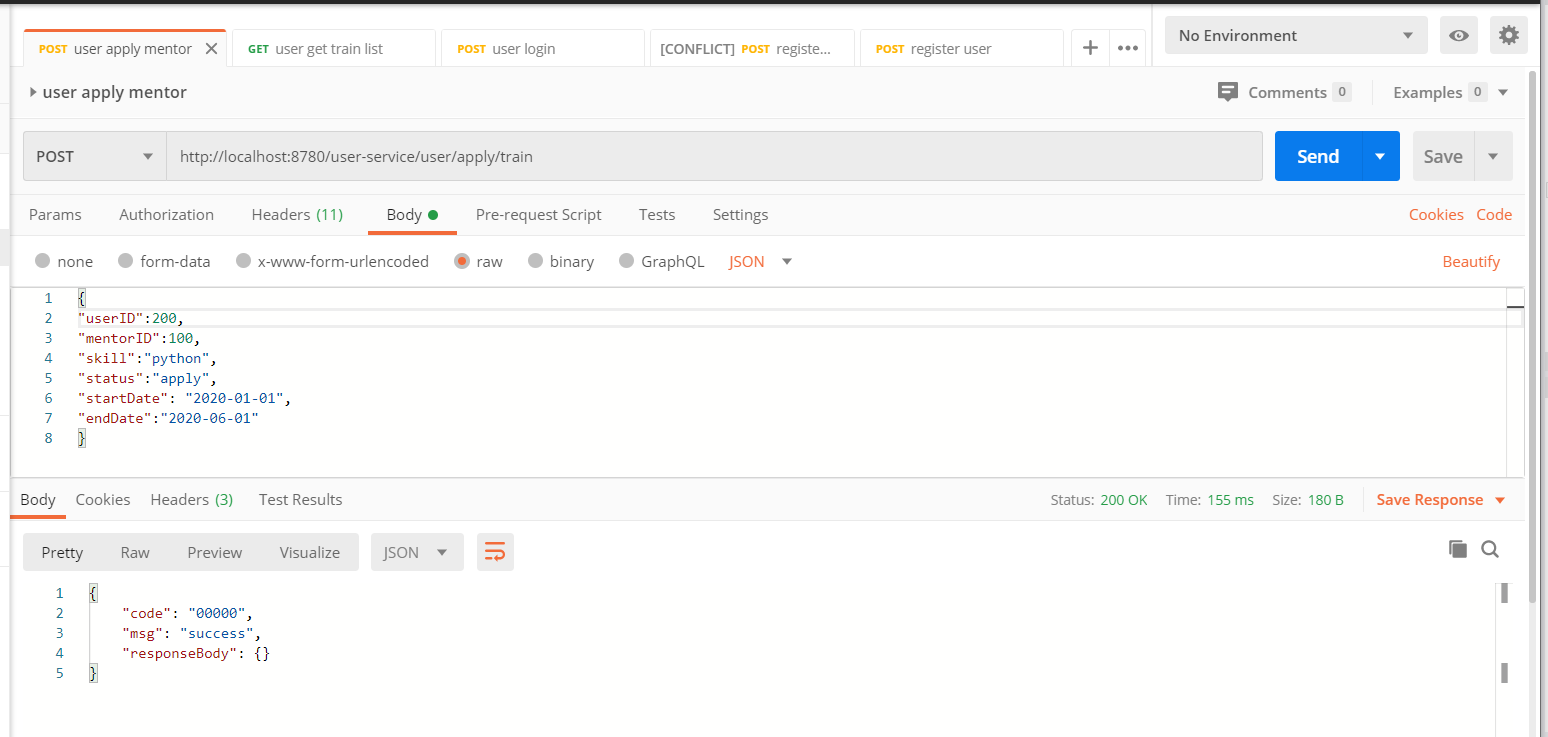 POST user apply mentor
GET user get train list
POST user login
[CONFLICT] POST registe...
POST register user
No Environment
user apply mentor
Comments 0
Examples 0
POST
http://localhost:8780/user-service/user/apply/train
Send
Save
Params
Authorization
Headers (11)
Body
Pre-request Script
Tests
Settings
Cookies
Code
none
form-data
x-www-form-urlencoded
raw
binary
GraphQL
JSON
Beautify
1 {
2 "userID":200,
3 "mentorID":100,
4 "skill":"python",
5 "status":"apply",
6 "startDate": "2020-01-01",
7 "endDate":"2020-06-01"
8 }
Body
Cookies
Headers (3)
Test Results
Status: 200 OK
Time: 155 ms
Size: 180 B
Save Response
Pretty
Raw
Preview
Visualize
JSON
1 {
2 "code": "00000",
3 "msg": "success",
4 "responseBody": {}
5 }